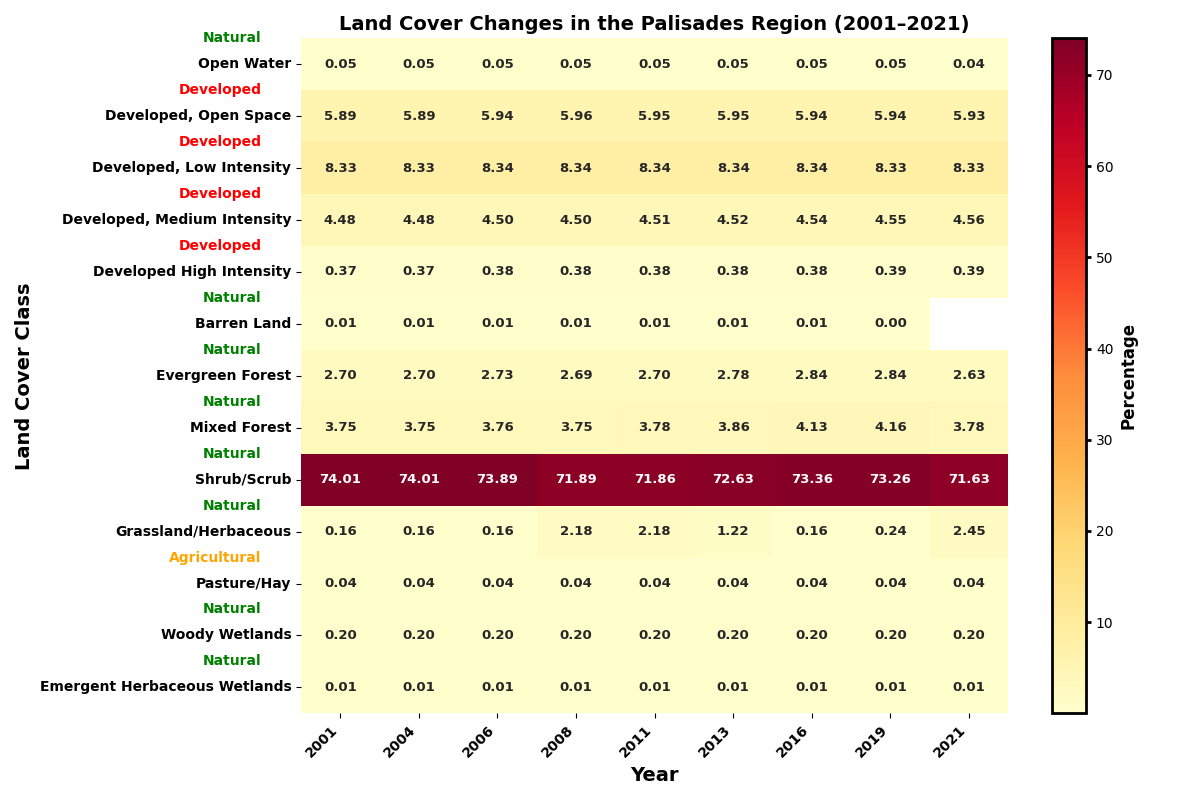 Land Cover Changes in the Palisades Region (2001–2021)
Natural
Open Water 0.05 0.05 0.05 0.05 0.05 0.05 0.05 0.05 0.04
Developed
Developed, Open Space 5.89 5.89 5.94 5.96 5.95 5.95 5.94 5.94 5.93
Developed
Developed, Low Intensity 8.33 8.33 8.34 8.34 8.34 8.34 8.34 8.33 8.33
Developed
Developed, Medium Intensity 4.48 4.48 4.50 4.50 4.51 4.52 4.54 4.55 4.56
Developed
Developed High Intensity 0.37 0.37 0.38 0.38 0.38 0.38 0.38 0.39 0.39
Natural
Barren Land 0.01 0.01 0.01 0.01 0.01 0.01 0.01 0.00
Natural
Evergreen Forest 2.70 2.70 2.73 2.69 2.70 2.78 2.84 2.84 2.63
Natural
Mixed Forest 3.75 3.75 3.76 3.75 3.78 3.86 4.13 4.16 3.78
Natural
Shrub/Scrub 74.01 74.01 73.89 71.89 71.86 72.63 73.36 73.26 71.63
Natural
Grassland/Herbaceous 0.16 0.16 0.16 2.18 2.18 1.22 0.16 0.24 2.45
Agricultural
Pasture/Hay 0.04 0.04 0.04 0.04 0.04 0.04 0.04 0.04 0.04
Natural
Woody Wetlands 0.20 0.20 0.20 0.20 0.20 0.20 0.20 0.20 0.20
Natural
Emergent Herbaceous Wetlands 0.01 0.01 0.01 0.01 0.01 0.01 0.01 0.01 0.01
2001 2004 2006 2008 2011 2013 2016 2019 2021
Year
Land Cover Class
70
60
50
40
30
20
10
Percentage